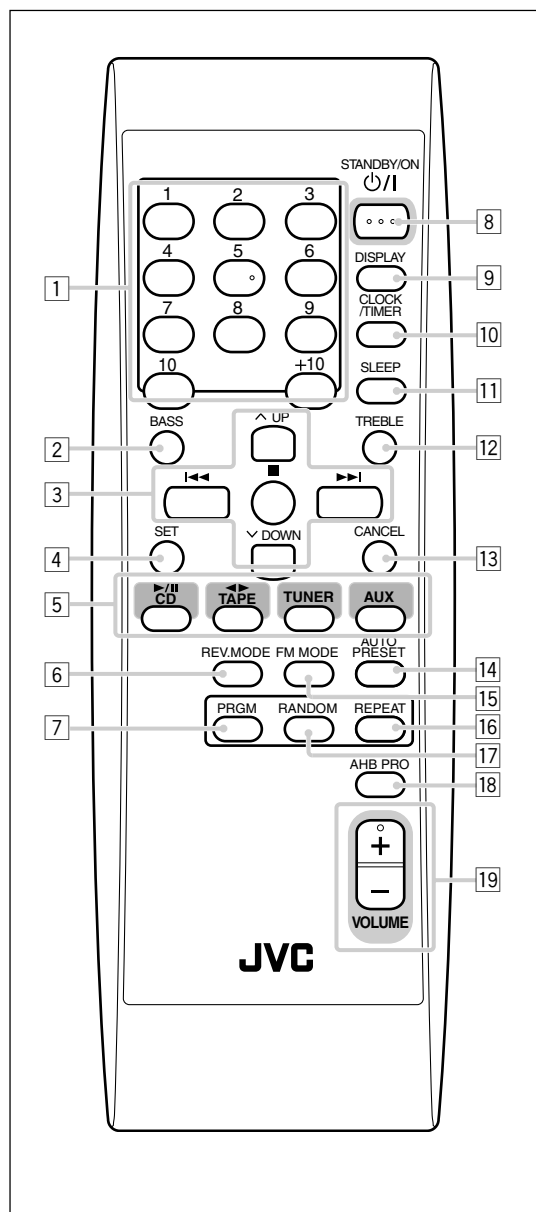 STANDBY/ON
⏻/I
1 2 3
8
DISPLAY
9
4 5 6
1
CLOCK
/TIMER
10
7 8 9
SLEEP
11
10 +10
BASS
∧ UP
TREBLE
2
12
3
SET
∨ DOWN
CANCEL
4
13
CD TAPE TUNER AUX
5
REV.MODE FM MODE AUTO
PRESET
6
14
15
PRGM RANDOM REPEAT
7
16
17
AHB PRO
18
+
−
19
VOLUME
JVC